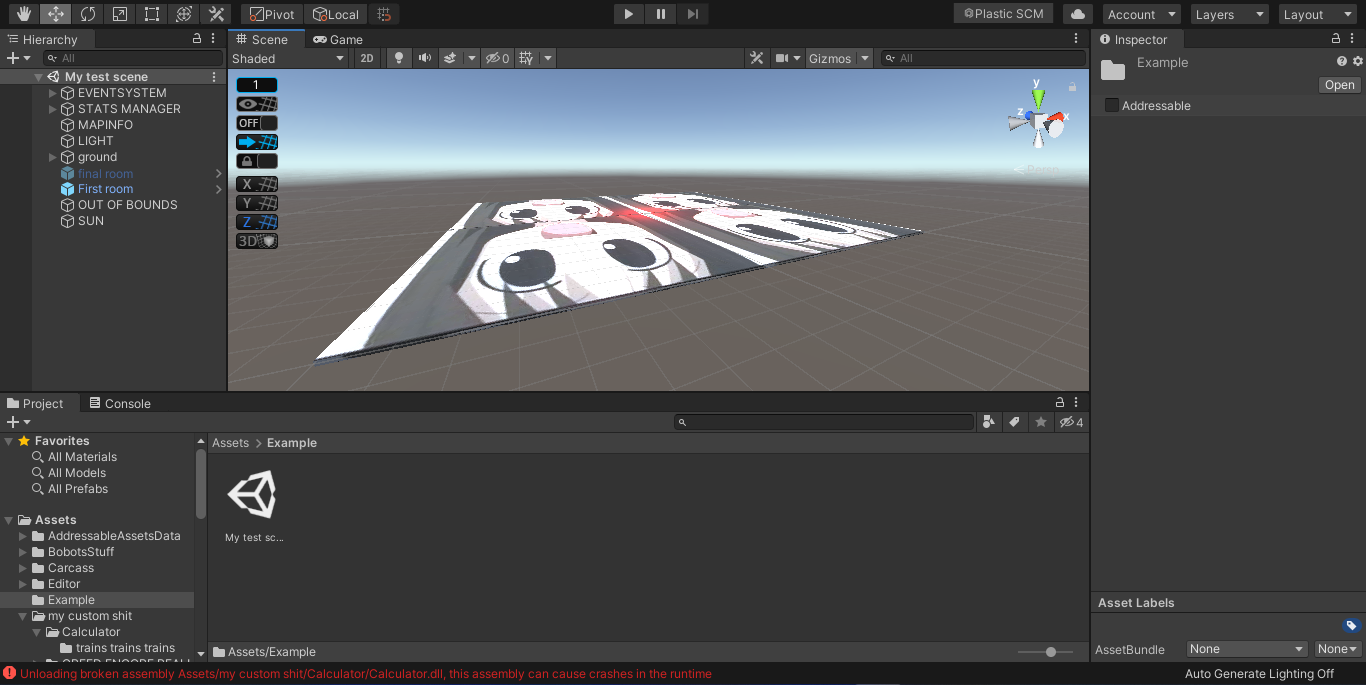 Pivot Local Plastic SCM Account Layers Layout
Hierarchy
All
My test scene
EVENTSYSTEM
STATS MANAGER
MAPINFO
LIGHT
ground
final room
First room
OUT OF BOUNDS
SUN
Scene Game
Shaded 2D 0 Gizmos All
1
OFF
X
Y
Z
3D
y
z x
Persp
Inspector
Example
Open
Addressable
Project Console
4
Favorites
All Materials
All Models
All Prefabs
Assets
AddressableAssetsData
BobotsStuff
Carcass
Editor
Example
my custom shit
Calculator
trains trains trains
Assets > Example
My test sc...
Assets/Example
Asset Labels
AssetBundle None None
Unloading broken assembly Assets/my custom shit/Calculator/Calculator.dll, this assembly can cause crashes in the runtime
Auto Generate Lighting Off